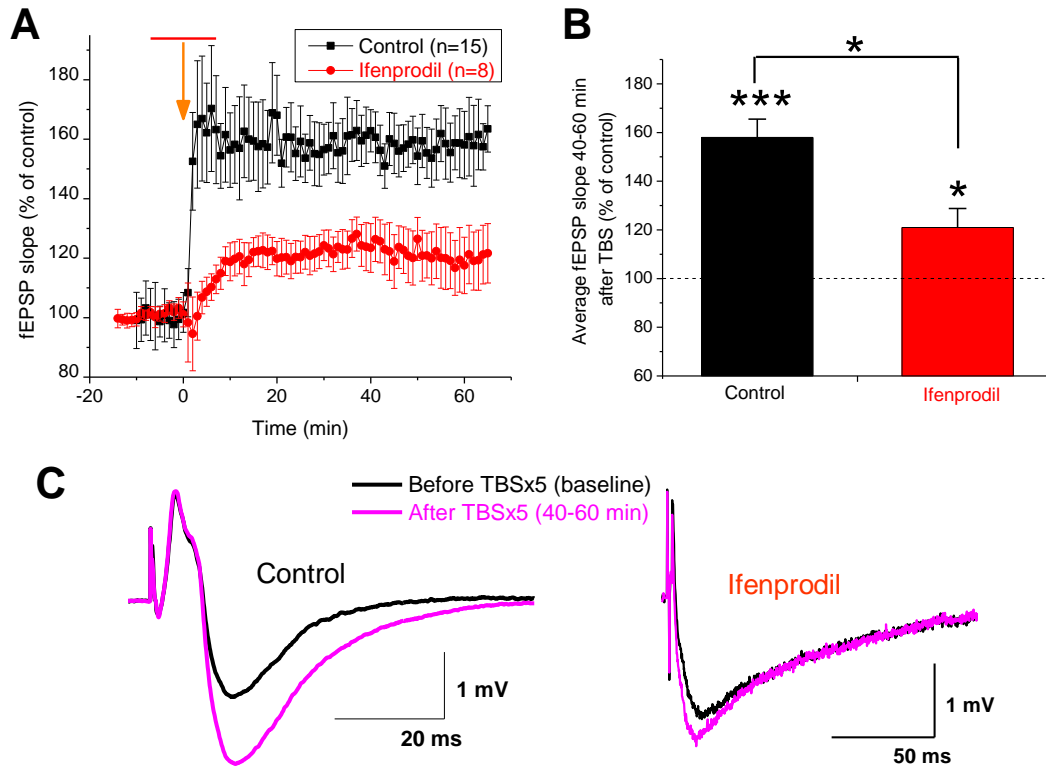 A
Control (n=15)
Ifenprodil (n=8)
fEPSP slope (% of control)
180
160
140
120
100
80
-20
0
20
40
60
Time (min)
B
*
***
*
Average fEPSP slope 40-60 min
after TBS (% of control)
180
160
140
120
100
80
60
Control
Ifenprodil
C
Before TBSx5 (baseline)
After TBSx5 (40-60 min)
Control
1 mV
20 ms
Ifenprodil
1 mV
50 ms